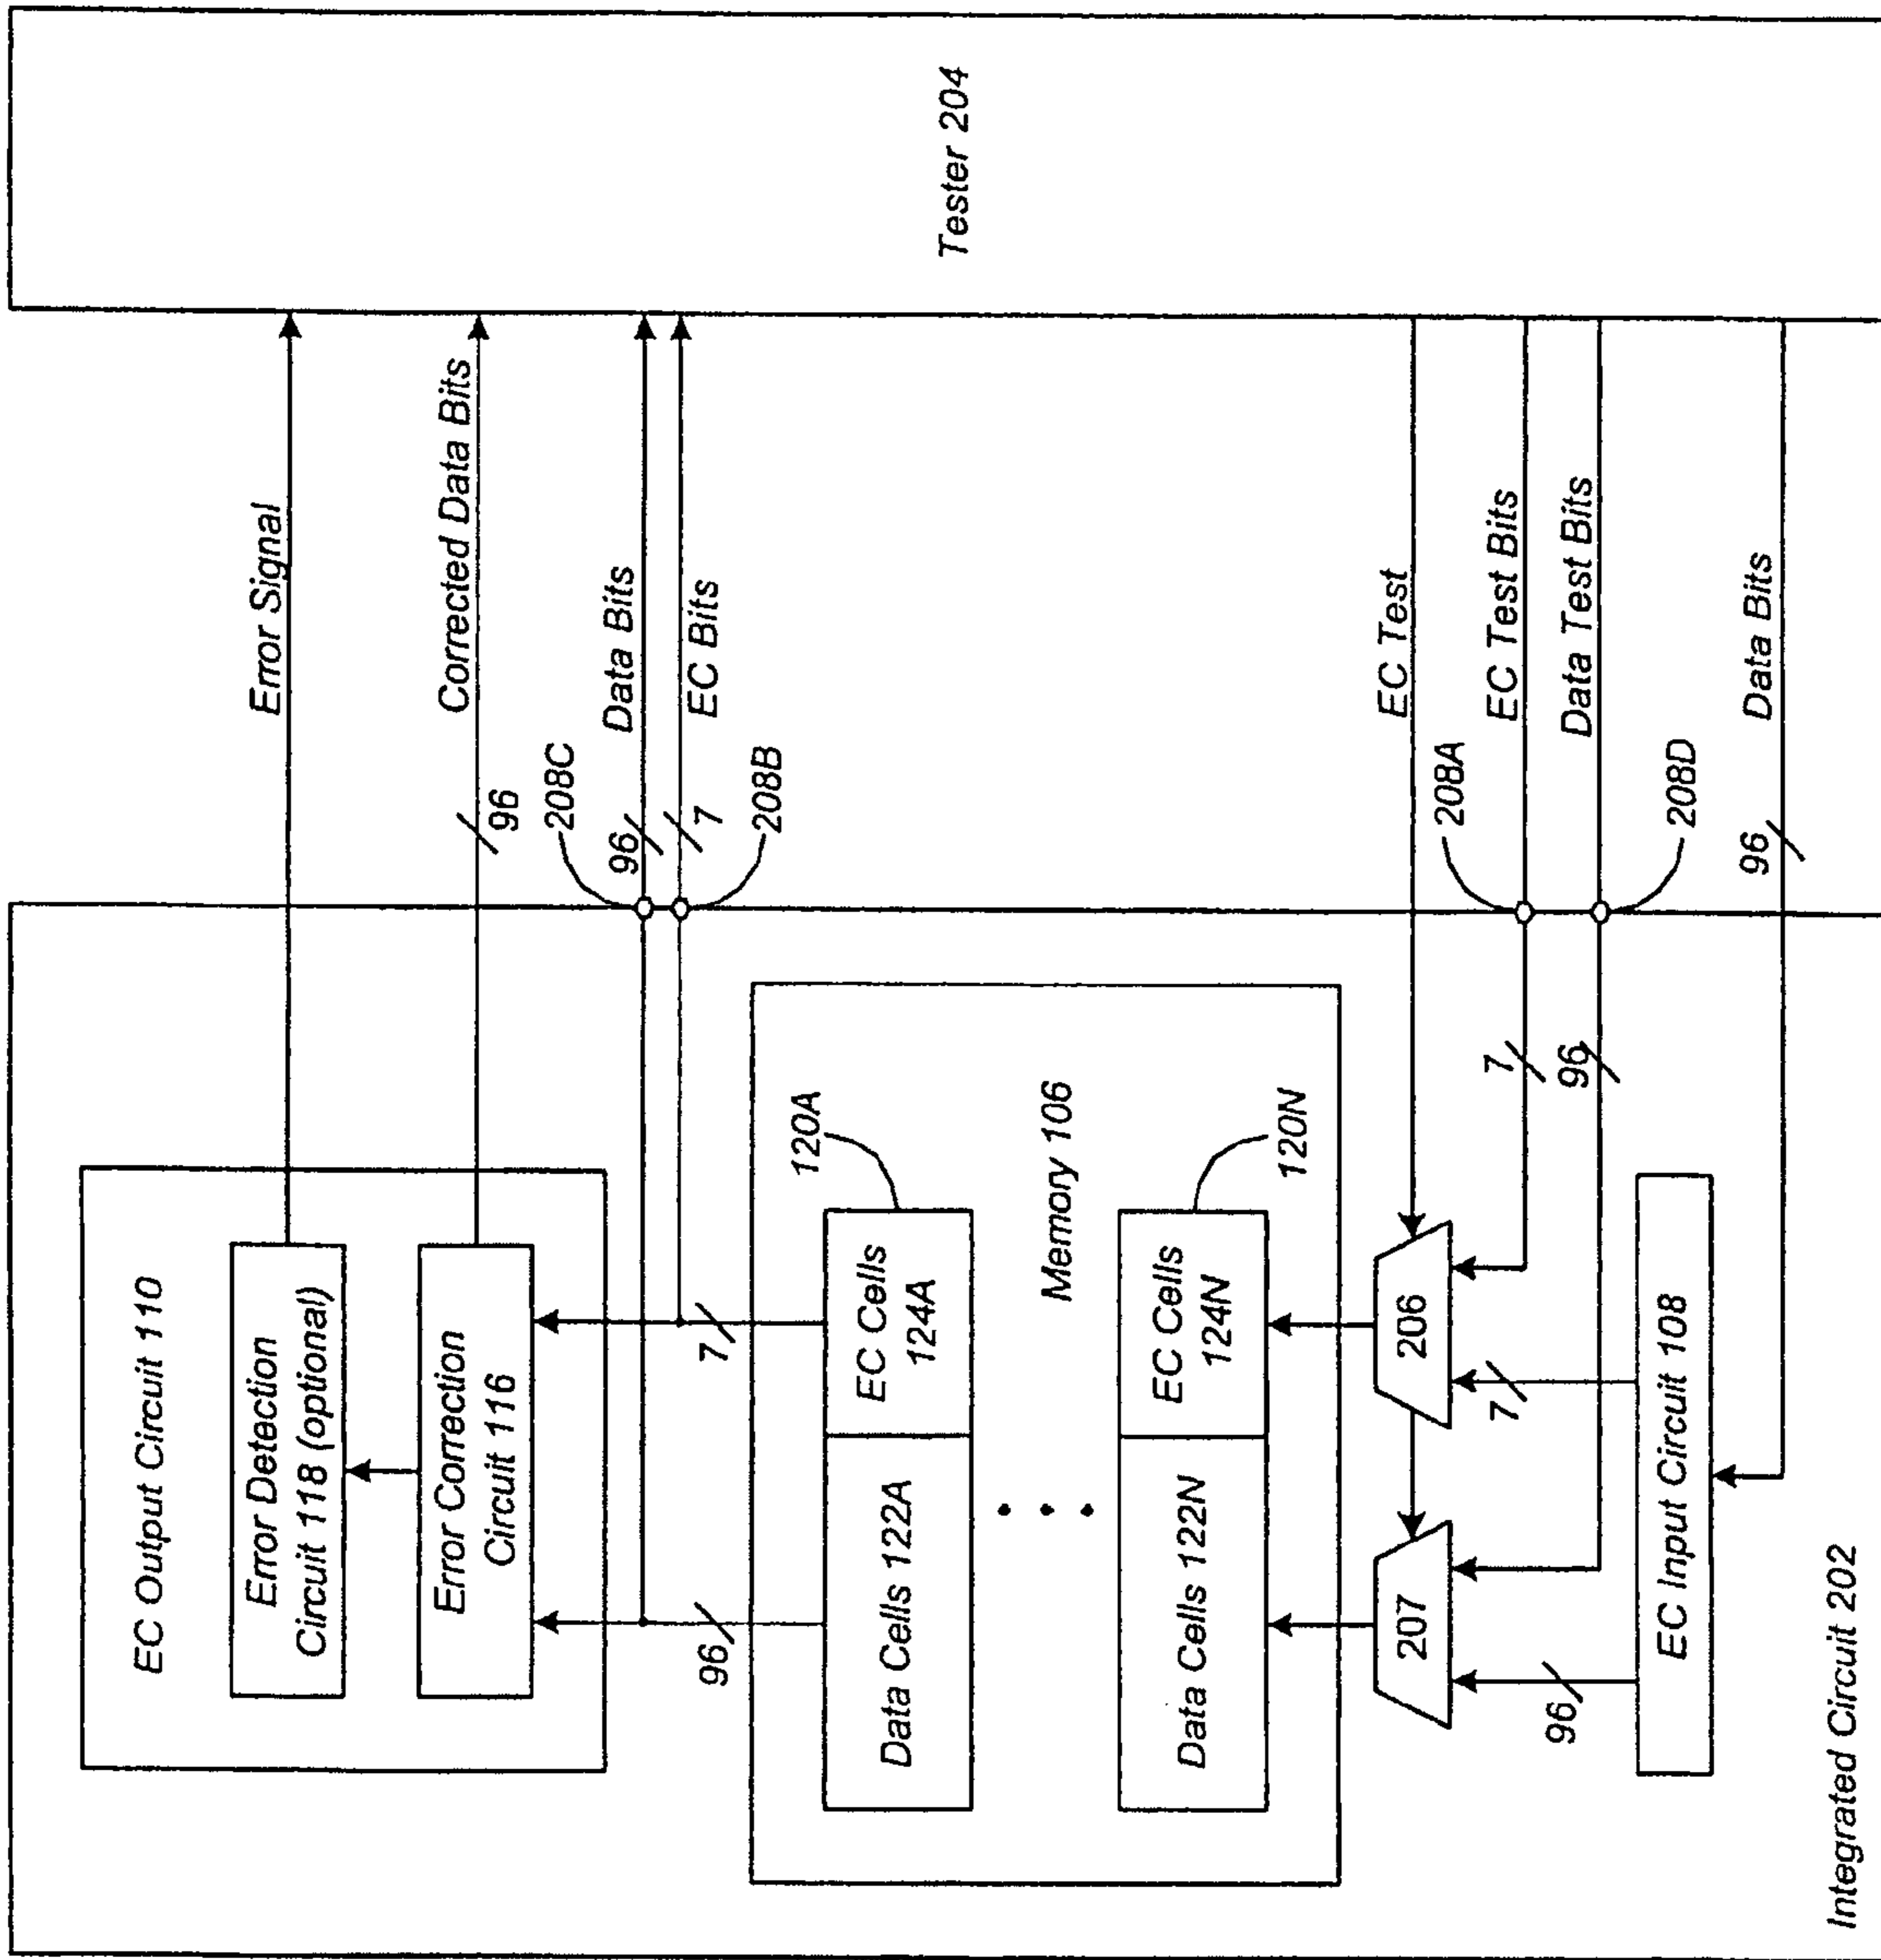 Tester 204
Error Signal
Corrected Data Bits
96
208C
Data Bits
96
EC Bits
7
208B
EC Test
208A
EC Test Bits
Data Test Bits
208D
Data Bits
96
EC Output Circuit 110
Error Detection
Circuit 118 (optional)
Error Correction
Circuit 116
96
7
120A
EC Cells
124A
Data Cells 122A
Memory 106
120N
EC Cells
124N
Data Cells 122N
206
207
7
96
7
96
EC Input Circuit 108
Integrated Circuit 202